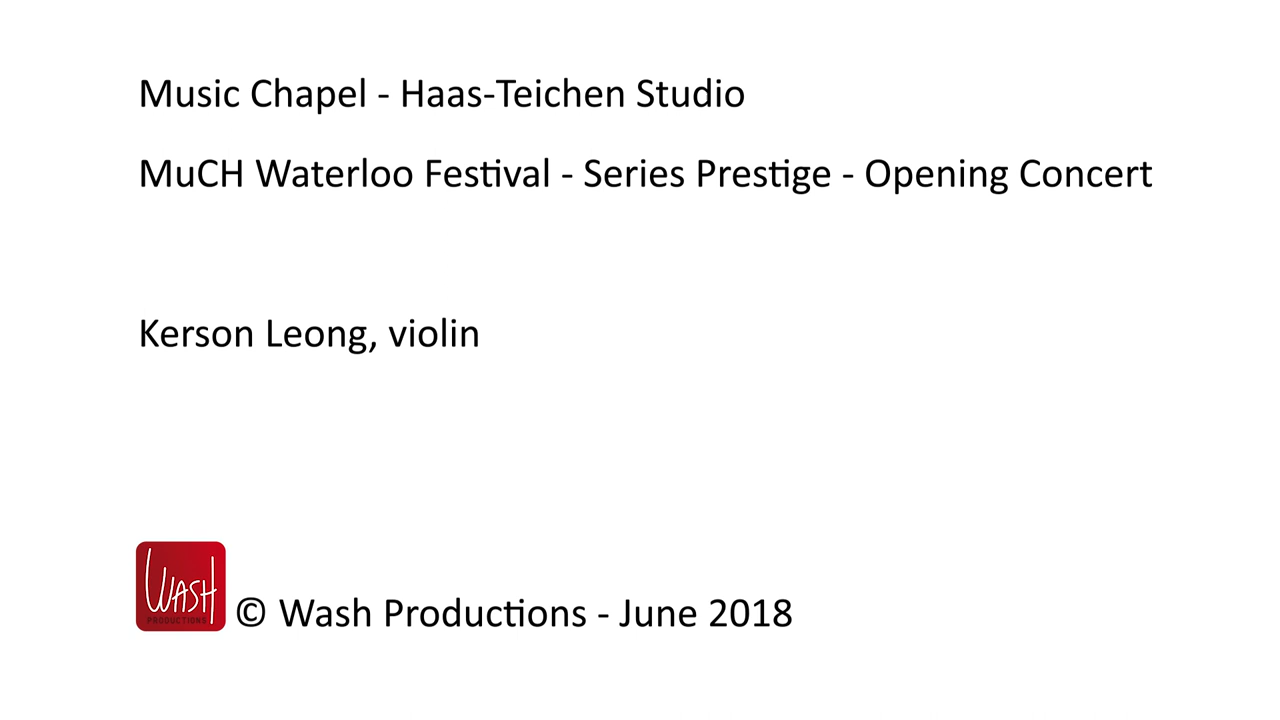 Music Chapel - Haas-Teichen Studio
MuCH Waterloo Festival - Series Prestige - Opening Concert
Kerson Leong, violin
WASH
PRODUCTIONS
© Wash Productions - June 2018